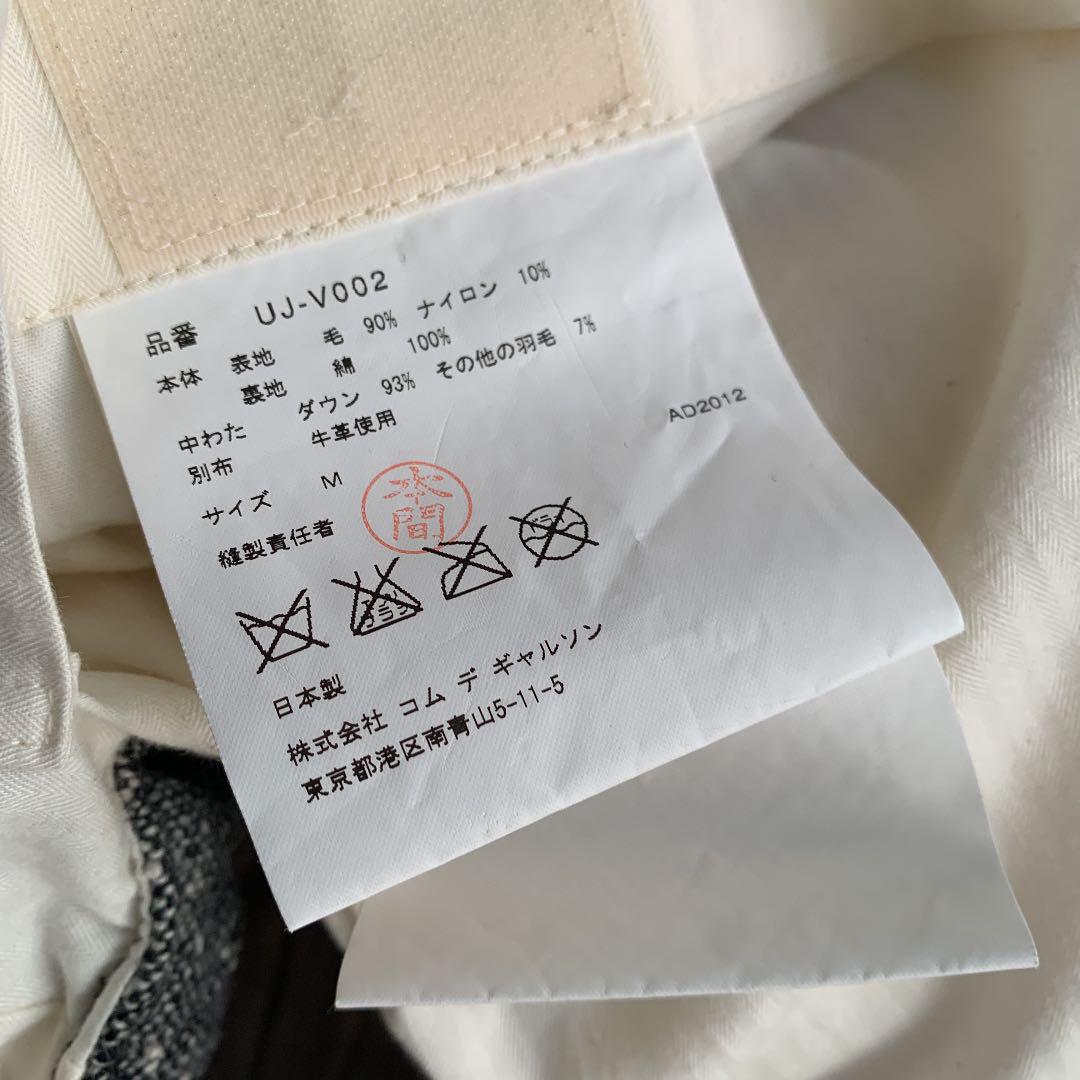 品番 UJ-V002
本体 表地 毛 90% ナイロン 10%
裏地 綿 100%
中わた ダウン 93% その他の羽毛 7%
別布 牛革使用
サイズ M
AD2012
縫製責任者 本間
日本製
株式会社 コム デ ギャルソン
東京都港区南青山5-11-5